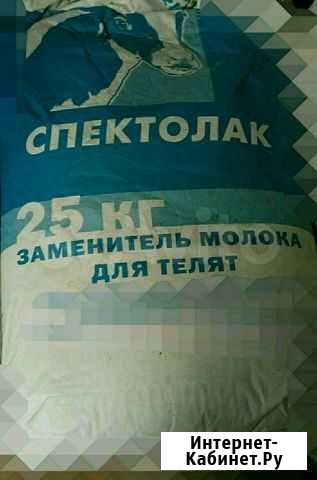 СПЕКТОЛАК
25 КГ
ЗАМЕНИТЕЛЬ МОЛОКА
ДЛЯ ТЕЛЯТ
Интернет-
Кабинет.Ру